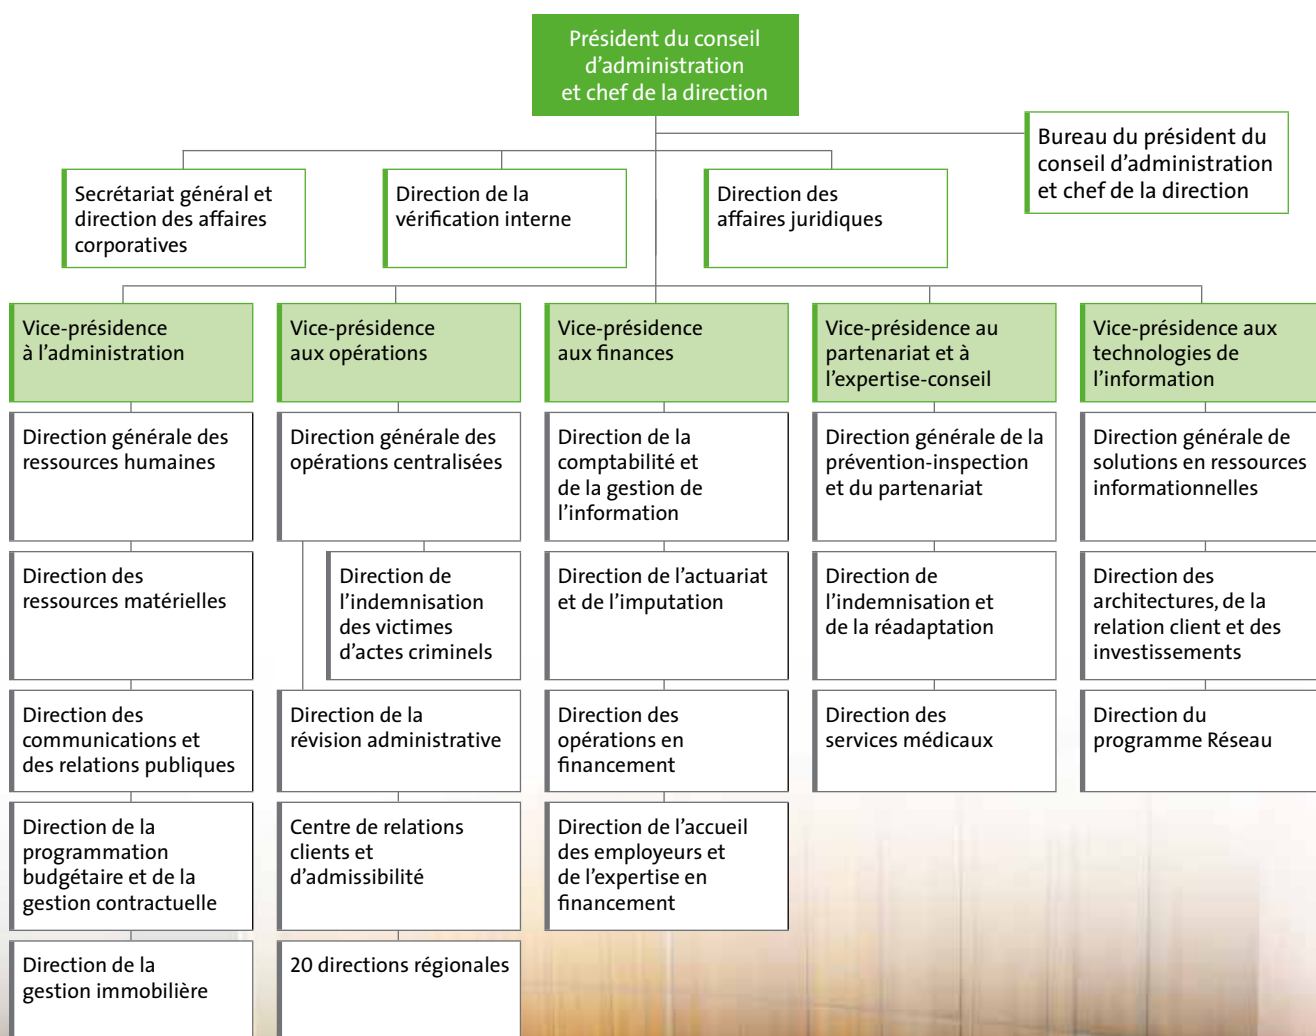 Président du conseil
d'administration
et chef de la direction
Bureau du président du
conseil d'administration
et chef de la direction
Secrétariat général et
direction des affaires
corporatives
Direction de la
vérification interne
Direction des
affaires juridiques
Vice-présidence
à l'administration
Direction générale des
ressources humaines
Direction des
ressources matérielles
Direction des
communications et
des relations publiques
Direction de la
programmation
budgétaire et de la
gestion contractuelle
Direction de la
gestion immobilière
Vice-présidence
aux opérations
Direction générale des
opérations centralisées
Direction de
l'indemnisation
des victimes
d'actes criminels
Direction de la
révision administrative
Centre de relations
clients et
d'admissibilité
20 directions régionales
Vice-présidence
aux finances
Direction de la
comptabilité et
de la gestion de
l'information
Direction de l'actuariat
et de l'imputation
Direction des
opérations en
financement
Direction de l'accueil
des employeurs et
de l'expertise en
financement
Vice-présidence au
partenariat et à
l'expertise-conseil
Direction générale de la
prévention-inspection
et du partenariat
Direction de
l'indemnisation et
de la réadaptation
Direction des
services médicaux
Vice-présidence aux
technologies de
l'information
Direction générale de
solutions en ressources
informationnelles
Direction des
architectures, de la
relation client et des
investissements
Direction du
programme Réseau